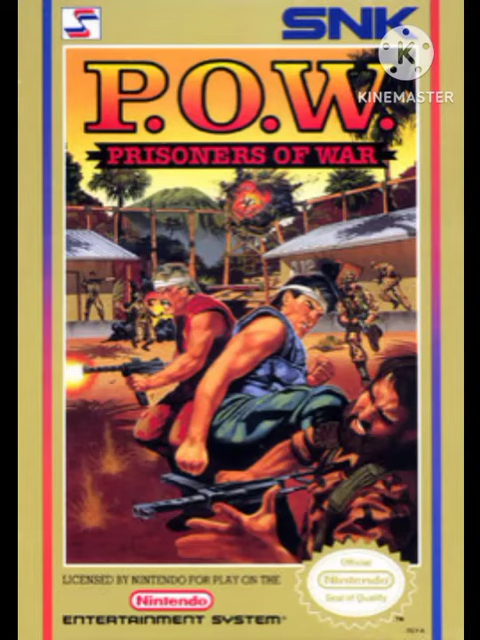 SNK
P.O.W.
KINEMASTER
PRISONERS OF WAR
LICENSED BY NINTENDO FOR PLAY ON THE
Nintendo
ENTERTAINMENT SYSTEM
Official
Nintendo
Seal of Quality
TM